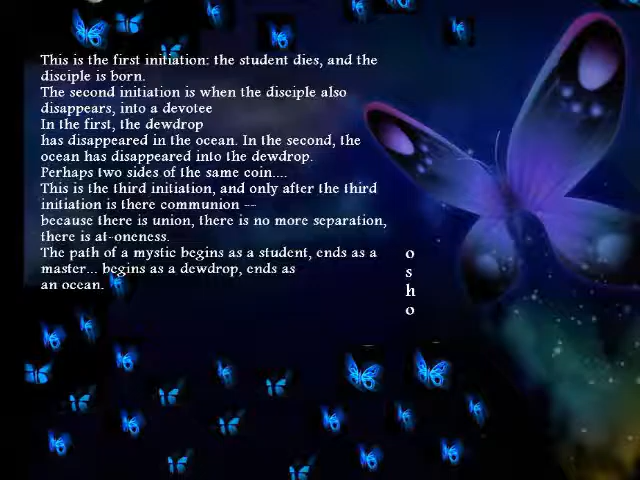 This is the first initiation: the student dies, and the
disciple is born.
The second initiation is when the disciple also
disappears, into a devotee
In the first, the dewdrop
has disappeared in the ocean. In the second, the
ocean has disappeared into the dewdrop.
Perhaps two sides of the same coin....
This is the third initiation, and only after the third
initiation is there communion --
because there is union, there is no more separation,
there is at-oneness.
The path of a mystic begins as a student, ends as a
master... begins as a dewdrop, ends as
an ocean.
o
s
h
o